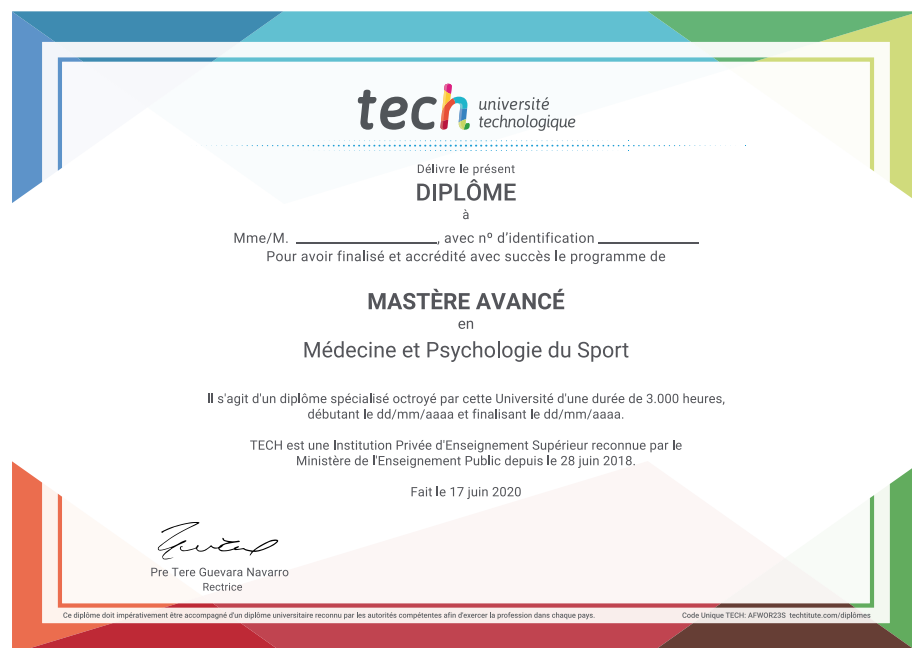 tech université
technologique
Délivre le présent
DIPLÔME
à
Mme/M. ____________, avec nº d'identification ____________
Pour avoir finalisé et accrédité avec succès le programme de
MASTÈRE AVANCÉ
en
Médecine et Psychologie du Sport
Il s'agit d'un diplôme spécialisé octroyé par cette Université d'une durée de 3.000 heures,
débutant le dd/mm/aaaa et finalisant le dd/mm/aaaa.
TECH est une Institution Privée d'Enseignement Supérieur reconnue par le
Ministère de l'Enseignement Public depuis le 28 juin 2018.
Fait le 17 juin 2020
Pre Tere Guevara Navarro
Rectrice
Ce diplôme doit impérativement être accompagné d'un diplôme universitaire reconnu par les autorités compétentes afin d'exercer la profession dans chaque pays. Code Unique TECH: AFWOR23S techtitute.com/diplômes